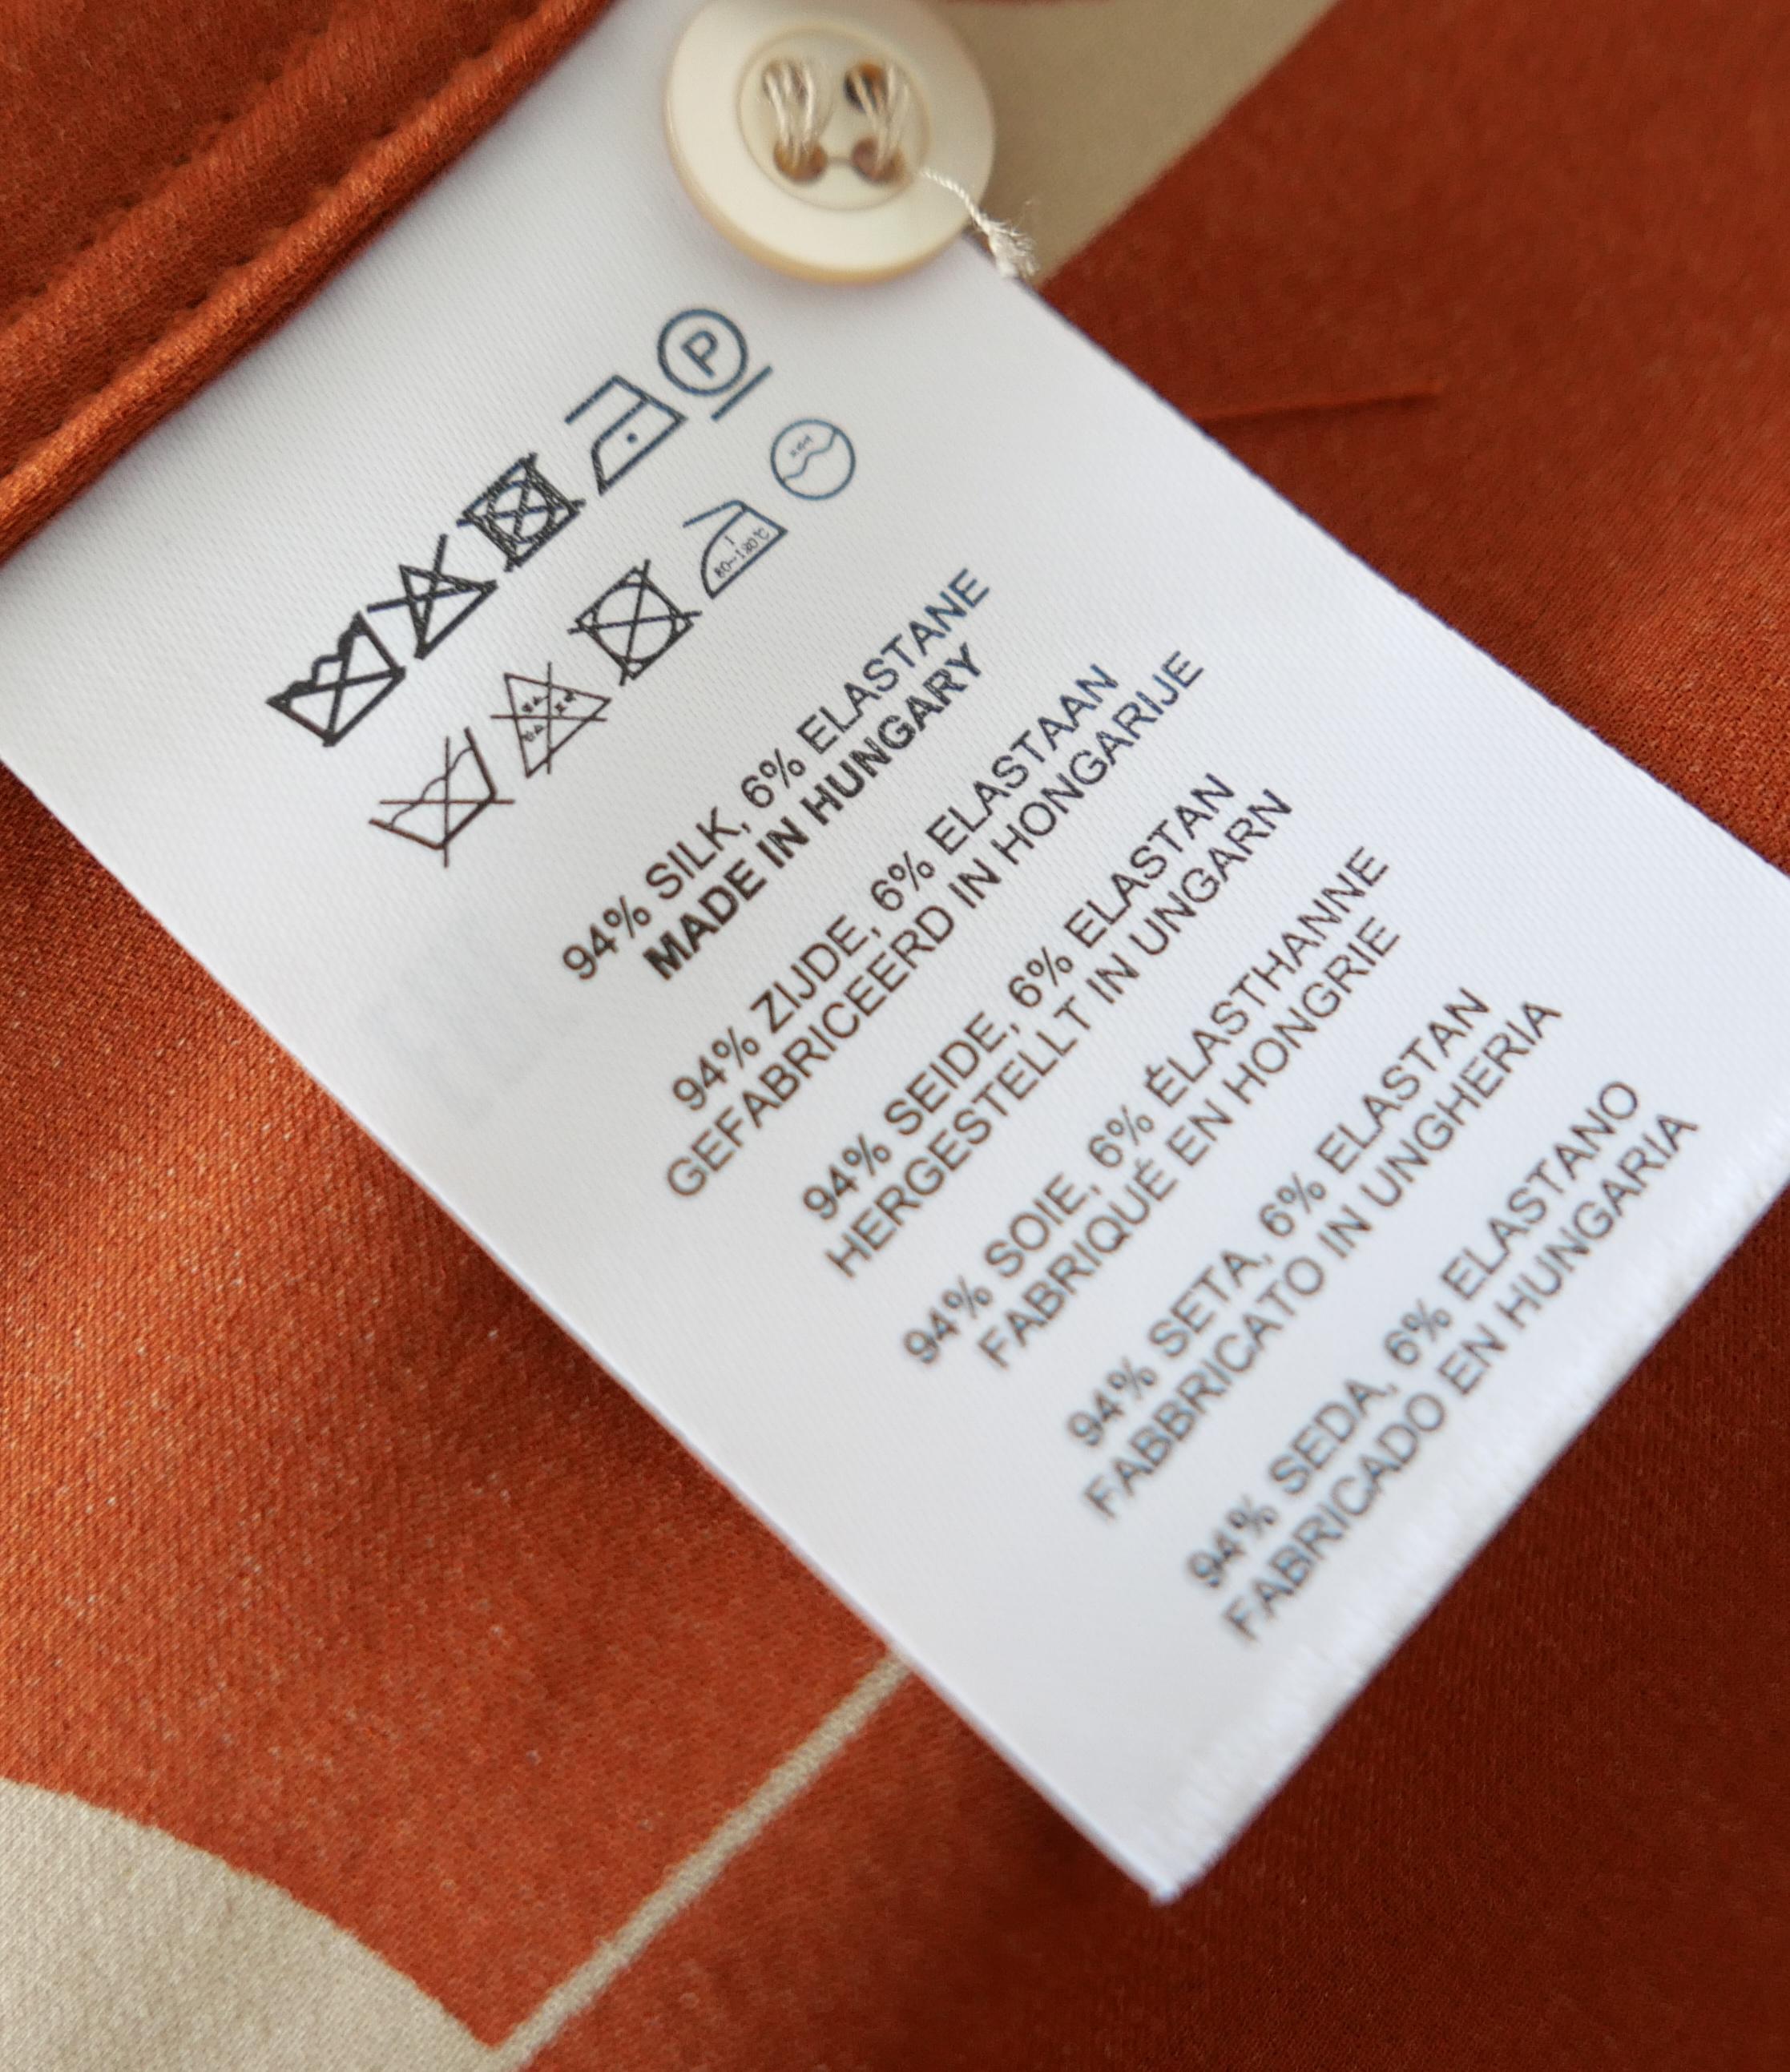 P
80~120℃
94% SILK, 6% ELASTANE
MADE IN HUNGARY
94% ZIJDE, 6% ELASTAAN
GEFABRICEERD IN HONGARIJE
94% SEIDE, 6% ELASTAN
HERGESTELLT IN UNGARN
94% SOIE, 6% ÉLASTHANNE
FABRIQUÉ EN HONGRIE
94% SETA, 6% ELASTAN
FABBRICATO IN UNGHERIA
94% SEDA, 6% ELASTANO
FABRICADO EN HUNGARIA